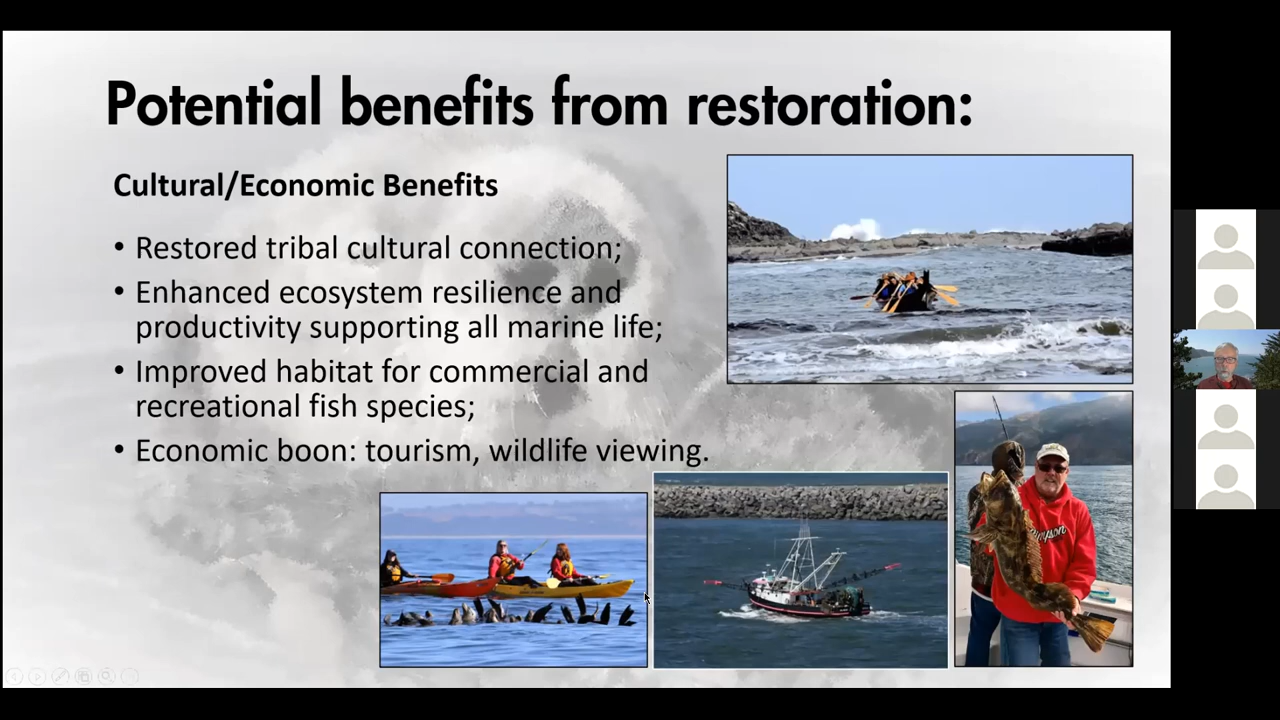 Potential benefits from restoration:
Cultural/Economic Benefits
• Restored tribal cultural connection;
• Enhanced ecosystem resilience and
productivity supporting all marine life;
• Improved habitat for commercial and
recreational fish species;
• Economic boon: tourism, wildlife viewing.